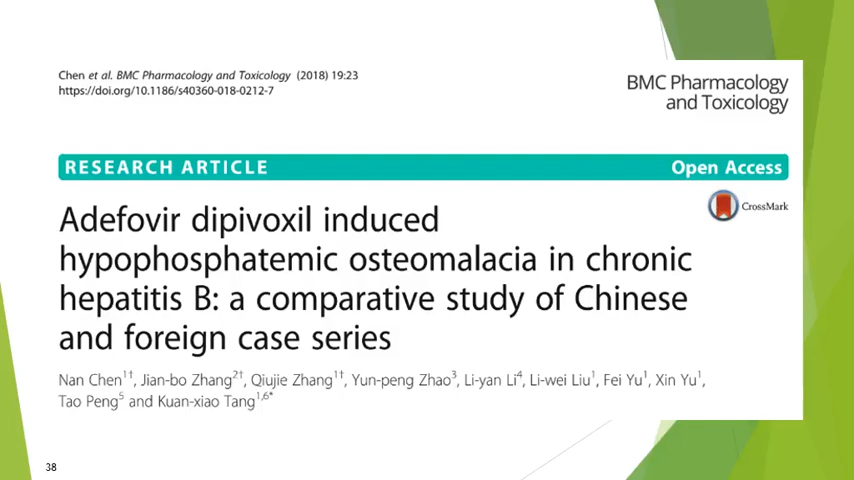 Chen et al. BMC Pharmacology and Toxicology (2018) 19:23
https://doi.org/10.1186/s40360-018-0212-7
BMC Pharmacology
and Toxicology
RESEARCH ARTICLE
Open Access
CrossMark
Adefovir dipivoxil induced
hypophosphatemic osteomalacia in chronic
hepatitis B: a comparative study of Chinese
and foreign case series
Nan Chen1†, Jian-bo Zhang2†, Qiujie Zhang1†, Yun-peng Zhao3, Li-yan Li4, Li-wei Liu1, Fei Yu1, Xin Yu1,
Tao Peng5 and Kuan-xiao Tang1,6*
38